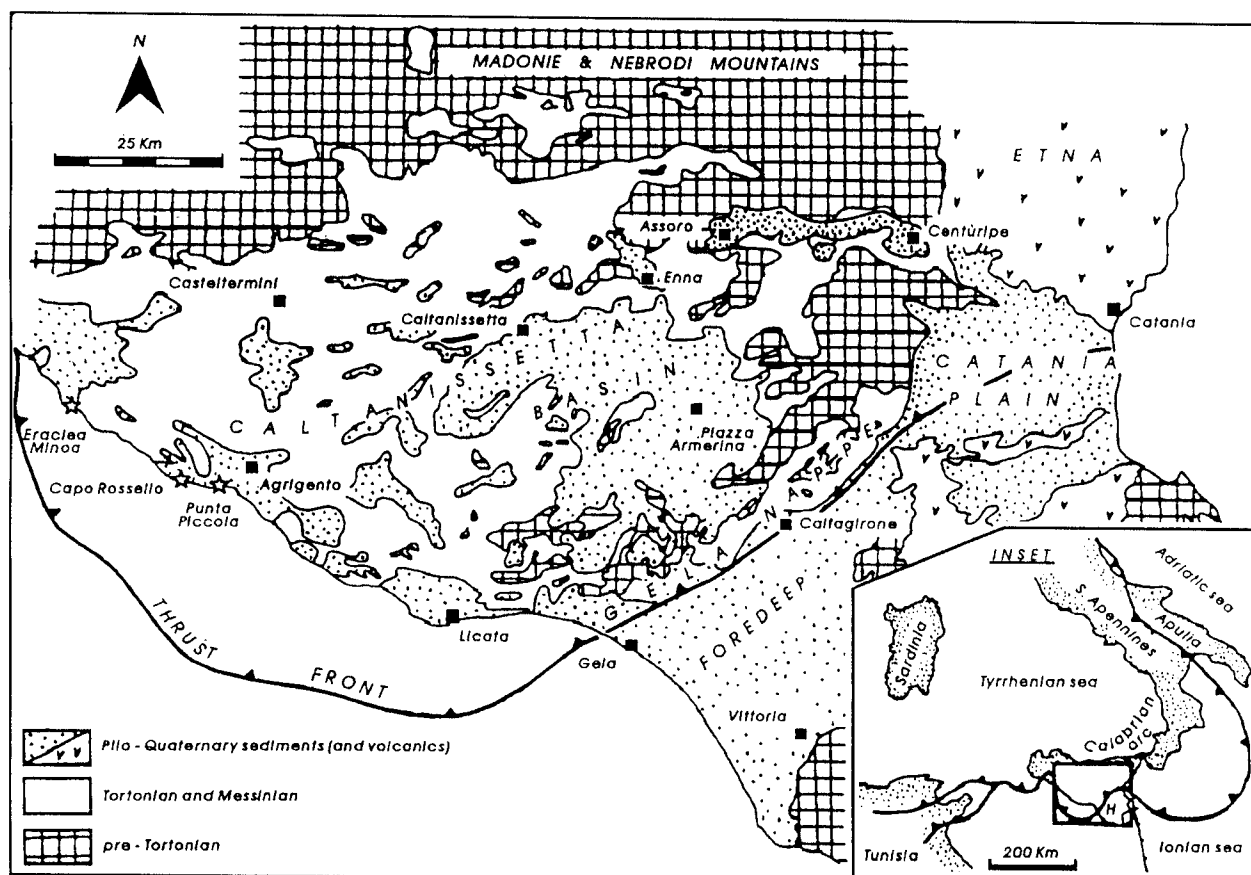 N
MADONIE & NEBRODI MOUNTAINS
25 Km
ETNA
Assoro
Centùripe
Enna
Casteltermini
Caltanissetta
Catania
CALTANISSETTA
BASIN
CATANIA
PLAIN
Piazza
Armerina
Eraclea
Minoa
Capo Rossello
Agrigento
Punta
Piccola
GELA NAPPE
Caltagirone
FOREDEEP
Licata
Gela
Vittoria
THRUST
FRONT
Plio - Quaternary sediments (and volcanics)
Tortonian and Messinian
pre - Tortonian
INSET
Adriatic sea
S. Apennines
Apulia
Sardinia
Tyrrhenian sea
Calabrian
arc
H
Tunisia
200 Km
Ionian sea